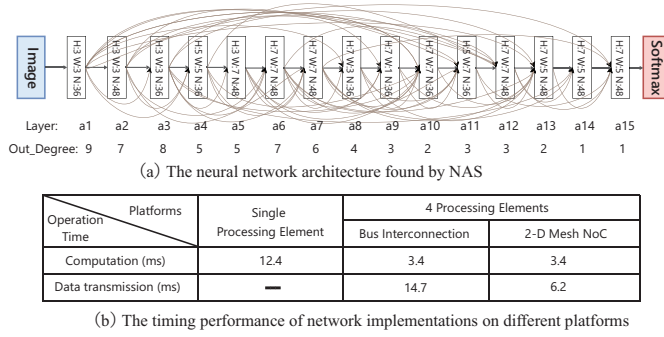 Image
H3 W3 N36
H3 W3 N48
H3 W3 N36
H5 W5 N36
H3 W7 N48
H7 W7 N48
H7 W7 N48
H7 W3 N36
H7 W1 N36
H7 W7 N36
H5 W7 N36
H7 W7 N48
H7 W5 N48
H7 W5 N48
H7 W5 N48
Softmax
Layer: a1 a2 a3 a4 a5 a6 a7 a8 a9 a10 a11 a12 a13 a14 a15
Out_Degree: 9 7 8 5 5 7 6 4 3 2 3 3 2 1 1
(a) The neural network architecture found by NAS
Platforms
Operation Time
Single Processing Element
4 Processing Elements
Bus Interconnection 2-D Mesh NoC
Computation (ms) 12.4 3.4 3.4
Data transmission (ms) — 14.7 6.2
(b) The timing performance of network implementations on different platforms